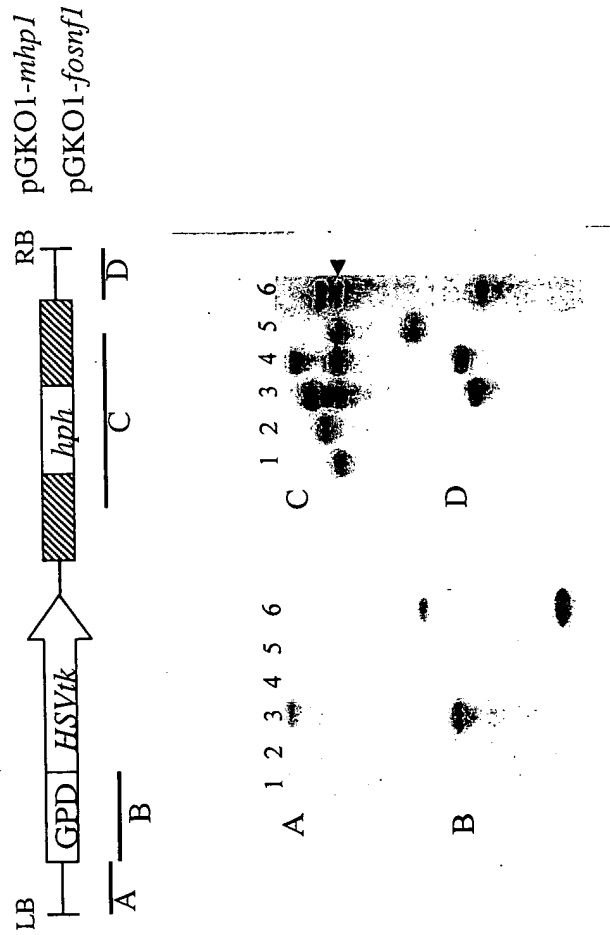 pGKO1-mhp1
pGKO1-fosnf1
LB
RB
GPD HSVtk
hph
A
B
C
D
1 2 3 4 5 6
A
B
1 2 3 4 5 6
C
D